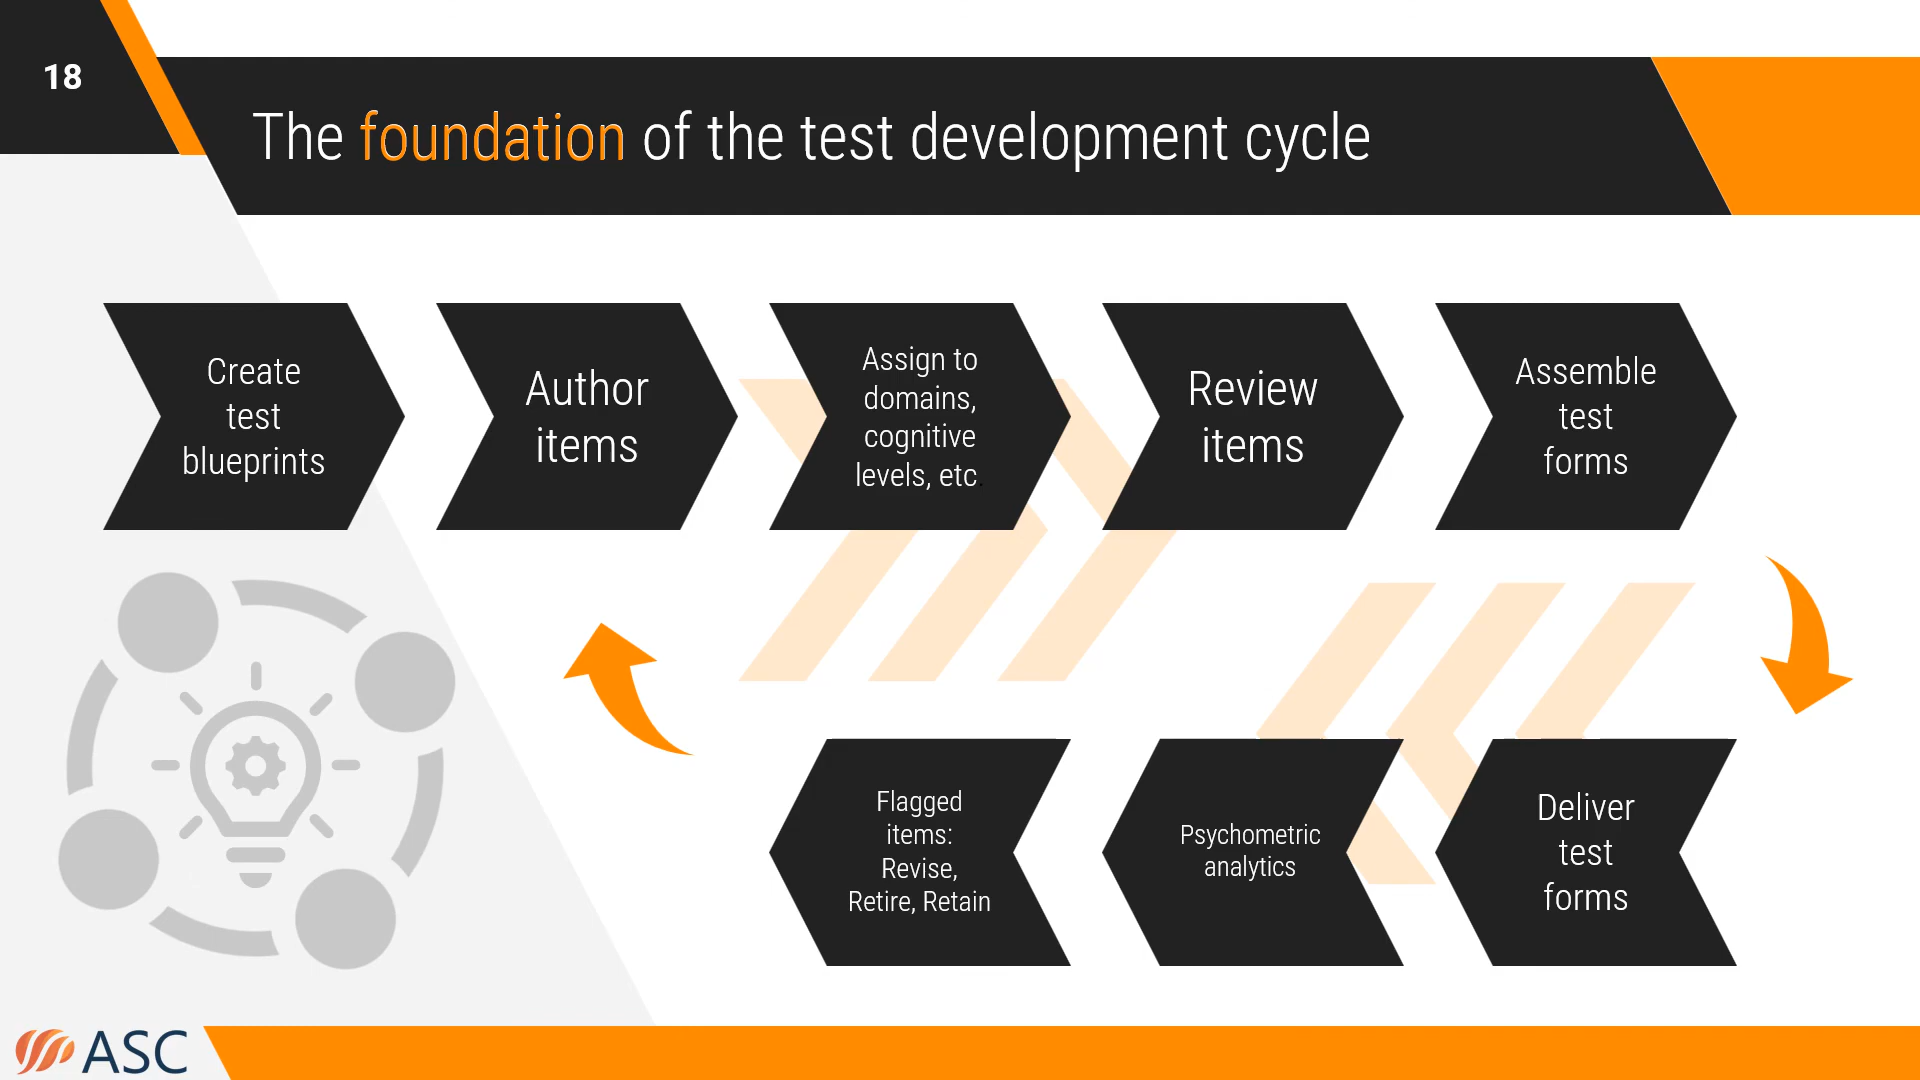 18
The foundation of the test development cycle
Create
test
blueprints
Author
items
Assign to
domains,
cognitive
levels, etc.
Review
items
Assemble
test
forms
Flagged
items:
Revise,
Retire, Retain
Psychometric
analytics
Deliver
test
forms
ASC